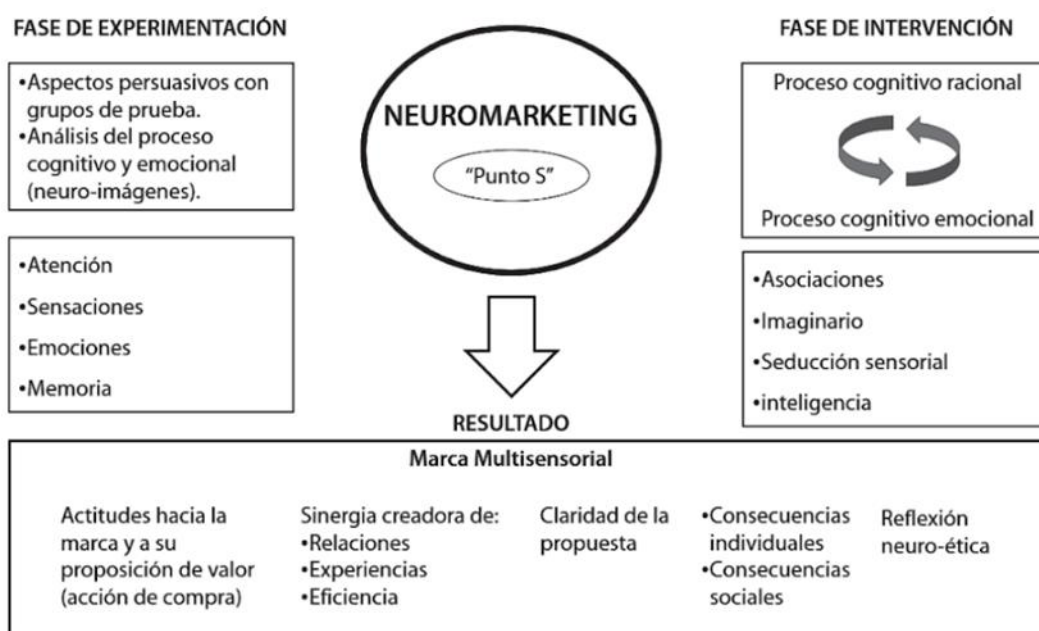 FASE DE EXPERIMENTACIÓN
•Aspectos persuasivos con
grupos de prueba.
•Análisis del proceso
cognitivo y emocional
(neuro-imágenes).
•Atención
•Sensaciones
•Emociones
•Memoria
NEUROMARKETING
“Punto S”
FASE DE INTERVENCIÓN
Proceso cognitivo racional
Proceso cognitivo emocional
•Asociaciones
•Imaginario
•Seducción sensorial
•inteligencia
RESULTADO
Marca Multisensorial
Actitudes hacia la
marca y a su
proposición de valor
(acción de compra)
Sinergia creadora de:
•Relaciones
•Experiencias
•Eficiencia
Claridad de la
propuesta
•Consecuencias
individuales
•Consecuencias
sociales
Reflexión
neuro-ética